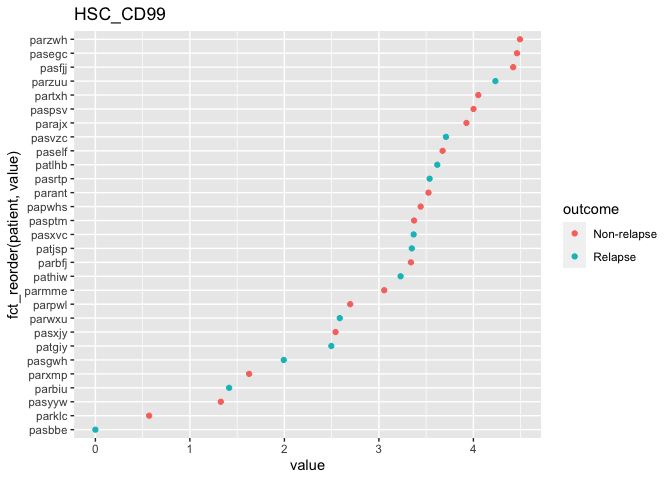 HSC_CD99
fct_reorder(patient, value)
parzwh
pasegc
pasfjj
parzuu
partxh
paspsv
parajx
pasvzc
paself
patlhb
pasrtp
parant
papwhs
pasptm
pasxvc
patjsp
parbfj
pathiw
parmme
parpwl
parwxu
pasxjy
patgiy
pasgwh
parxmp
parbiu
pasyyw
parklc
pasbbe
0 1 2 3 4
value
outcome
Non-relapse
Relapse